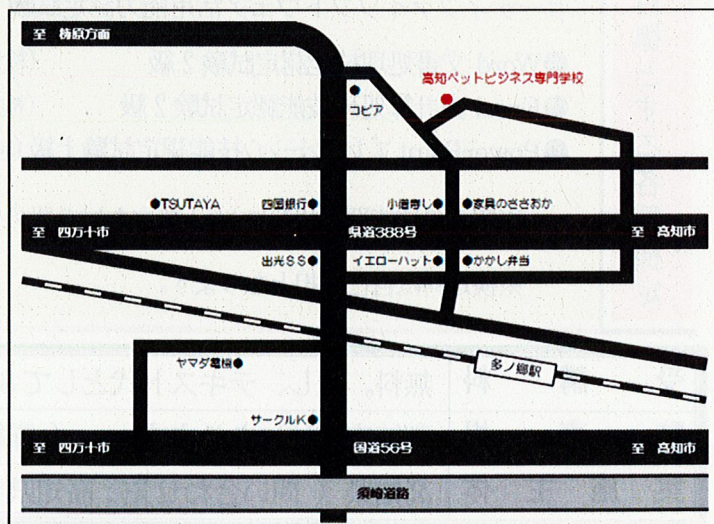 至 梼原方面
高知ペットビジネス専門学校
コピア
TSUTAYA
四国銀行
小僧寿し
家具のささおか
至 四万十市
県道388号
至 高知市
出光SS
イエローハット
かかし弁当
ヤマダ電機
多ノ郷駅
サークルK
至 四万十市
国道56号
至 高知市
須崎道路